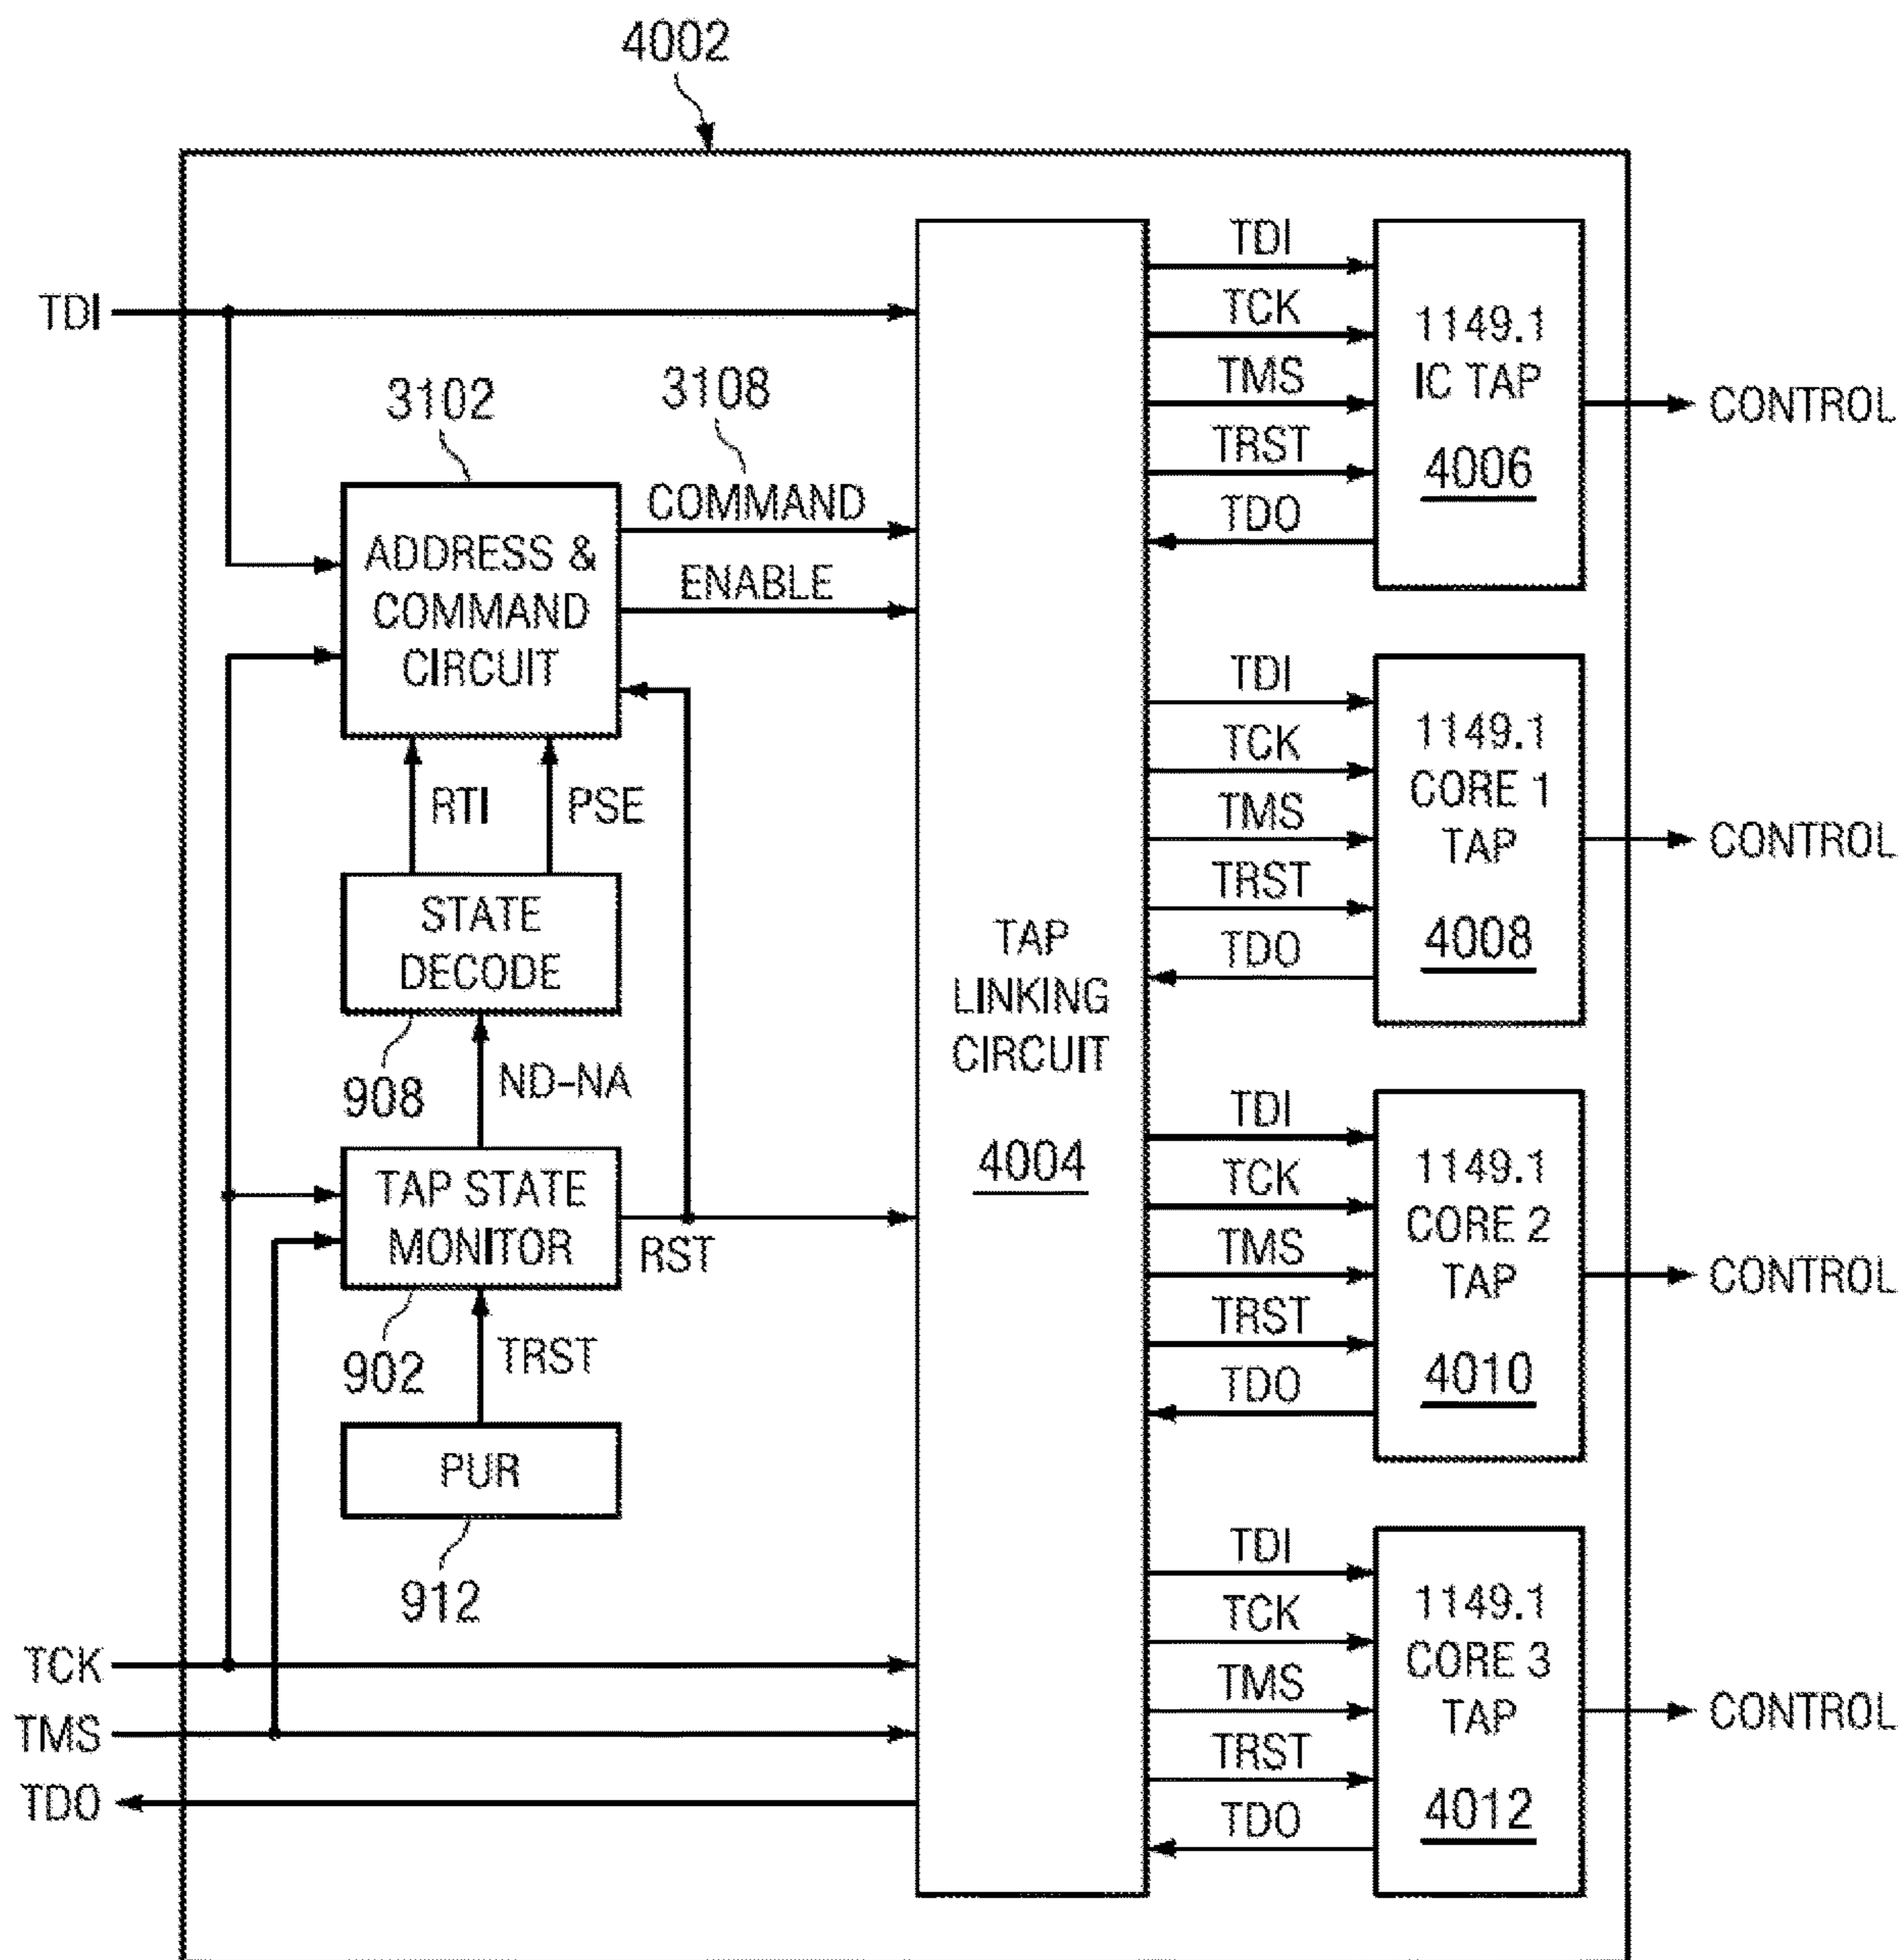 4002
TDI
3102
3108
ADDRESS &
COMMAND
CIRCUIT
COMMAND
ENABLE
RTI
PSE
STATE
DECODE
908
ND-NA
TAP STATE
MONITOR
RST
902
TRST
PUR
912
TCK
TMS
TDO
TAP
LINKING
CIRCUIT
4004
TDI
TCK
TMS
TRST
TDO
1149.1
IC TAP
4006
CONTROL
TDI
TCK
TMS
TRST
TDO
1149.1
CORE 1
TAP
4008
CONTROL
TDI
TCK
TMS
TRST
TDO
1149.1
CORE 2
TAP
4010
CONTROL
TDI
TCK
TMS
TRST
TDO
1149.1
CORE 3
TAP
4012
CONTROL